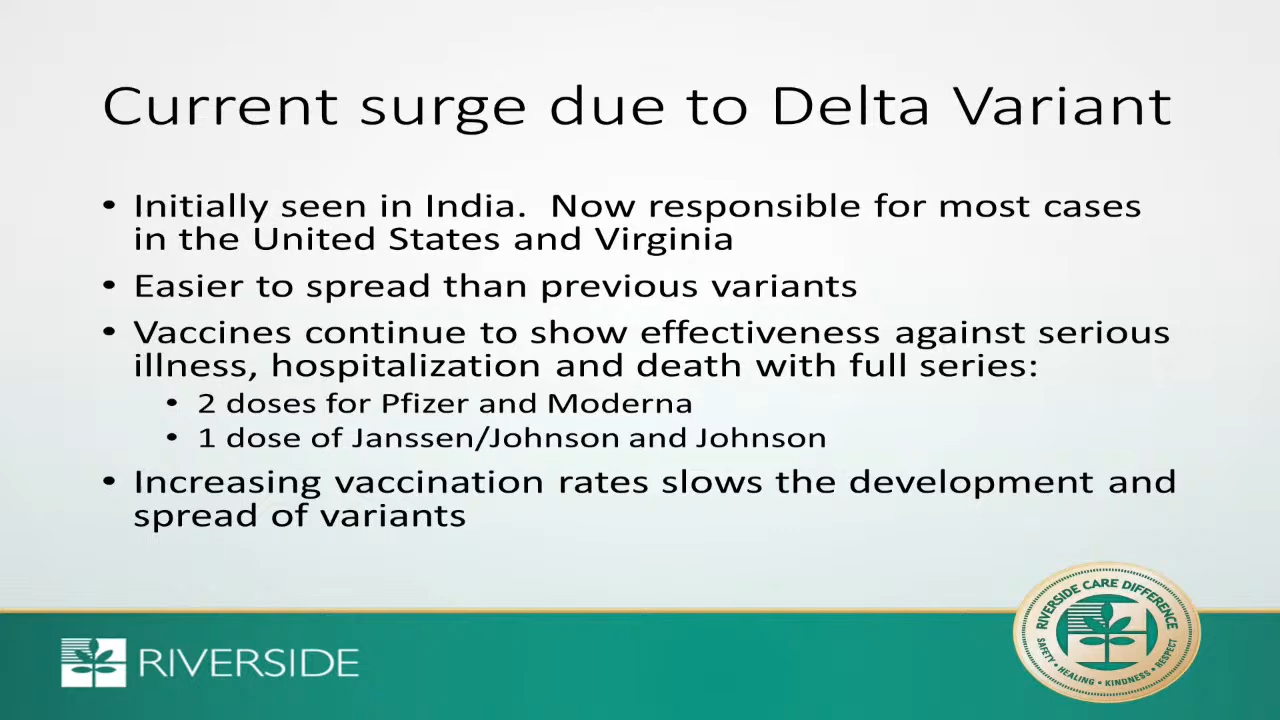 Current surge due to Delta Variant
• Initially seen in India.  Now responsible for most cases
in the United States and Virginia
• Easier to spread than previous variants
• Vaccines continue to show effectiveness against serious
illness, hospitalization and death with full series:
• 2 doses for Pfizer and Moderna
• 1 dose of Janssen/Johnson and Johnson
• Increasing vaccination rates slows the development and
spread of variants
RIVERSIDE
RIVERSIDE CARE DIFFERENCE
SAFETY • HEALING • KINDNESS • RESPECT